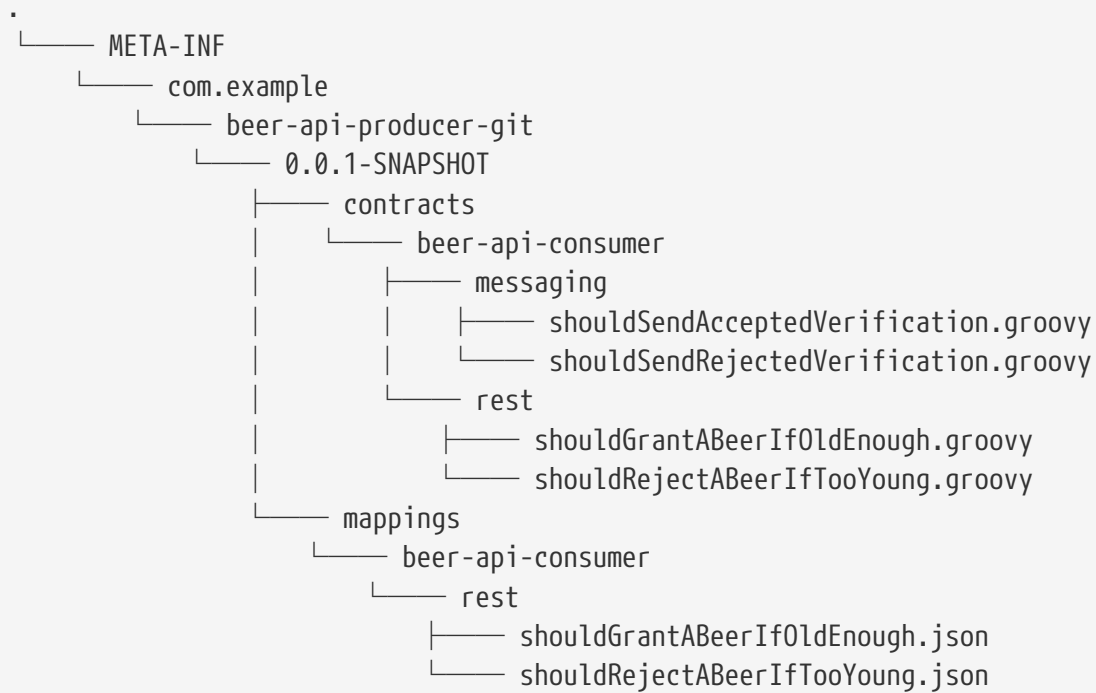 .
└── META-INF
    └── com.example
        └── beer-api-producer-git
            └── 0.0.1-SNAPSHOT
                ├── contracts
                │   └── beer-api-consumer
                │       ├── messaging
                │       │   ├── shouldSendAcceptedVerification.groovy
                │       │   └── shouldSendRejectedVerification.groovy
                │       └── rest
                │           ├── shouldGrantABeerIfOldEnough.groovy
                │           └── shouldRejectABeerIfTooYoung.groovy
                └── mappings
                    └── beer-api-consumer
                        └── rest
                            ├── shouldGrantABeerIfOldEnough.json
                            └── shouldRejectABeerIfTooYoung.json